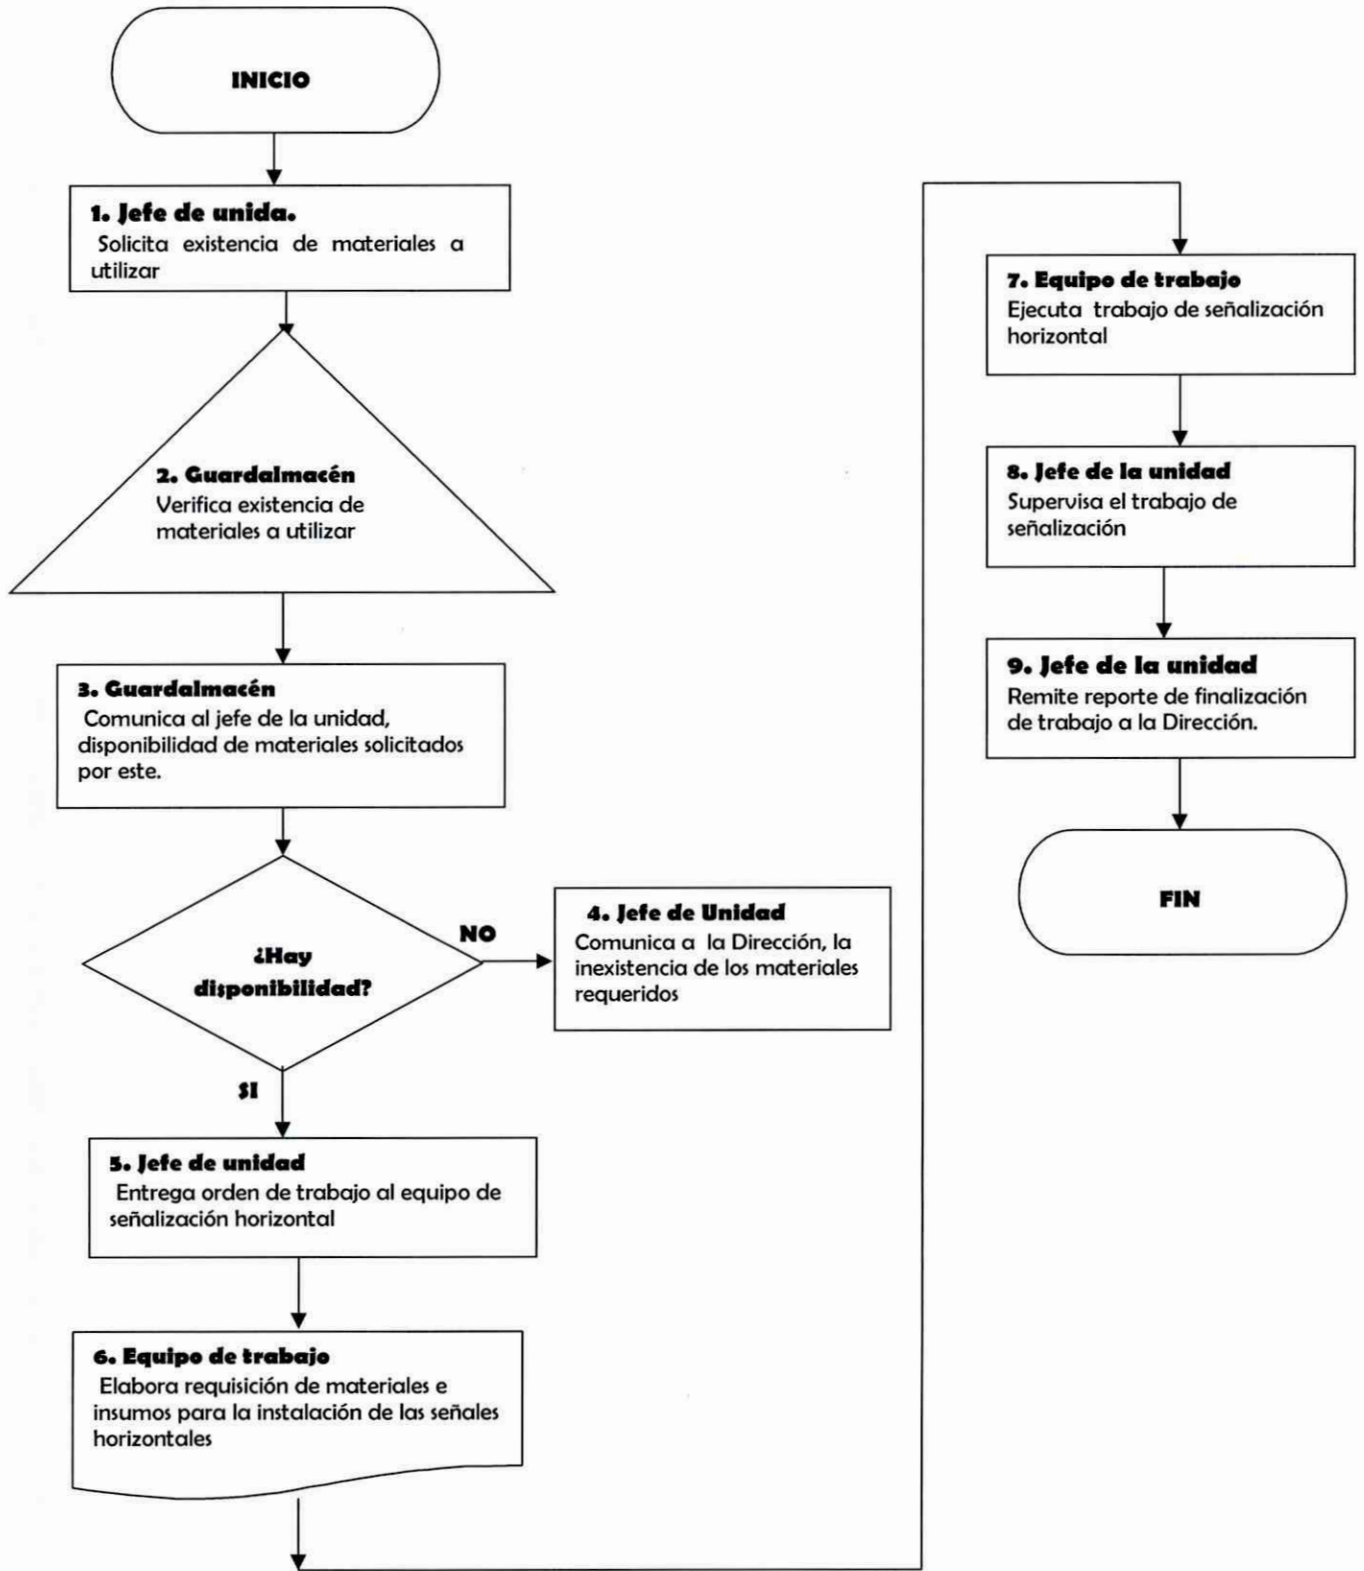 INICIO
1. Jefe de unida.
Solicita existencia de materiales a
utilizar
2. Guardalmacén
Verifica existencia de
materiales a utilizar
3. Guardalmacén
Comunica al jefe de la unidad,
disponibilidad de materiales solicitados
por este.
¿Hay
disponibilidad?
NO
4. Jefe de Unidad
Comunica a la Dirección, la
inexistencia de los materiales
requeridos
SI
5. Jefe de unidad
Entrega orden de trabajo al equipo de
señalización horizontal
6. Equipo de trabajo
Elabora requisición de materiales e
insumos para la instalación de las señales
horizontales
7. Equipo de trabajo
Ejecuta trabajo de señalización
horizontal
8. Jefe de la unidad
Supervisa el trabajo de
señalización
9. Jefe de la unidad
Remite reporte de finalización
de trabajo a la Dirección.
FIN